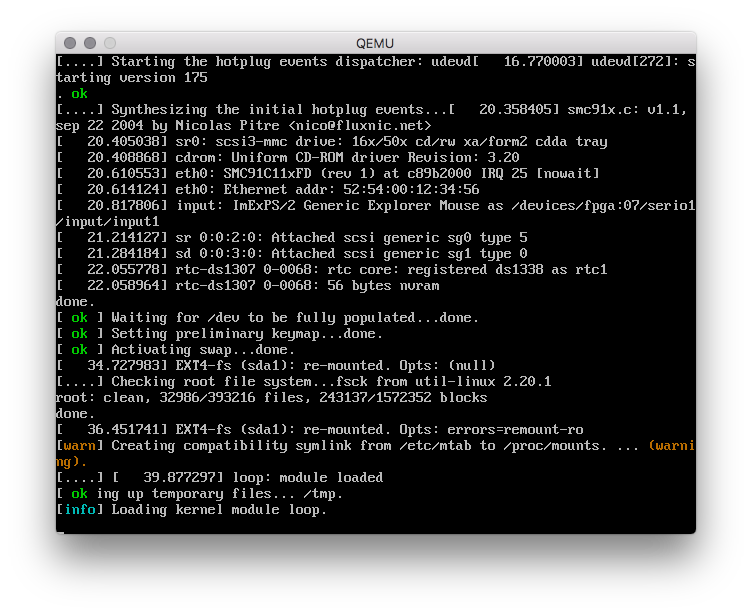 QEMU
[....] Starting the hotplug events dispatcher: udevd[   16.770003] udevd[272]: s
tarting version 175
. ok
[....] Synthesizing the initial hotplug events...[   20.358405] smc91x.c: v1.1,
sep 22 2004 by Nicolas Pitre <nico@fluxnic.net>
[   20.405038] sr0: scsi3-mmc drive: 16x/50x cd/rw xa/form2 cdda tray
[   20.408868] cdrom: Uniform CD-ROM driver Revision: 3.20
[   20.610553] eth0: SMC91C11xFD (rev 1) at c89b2000 IRQ 25 [nowait]
[   20.614124] eth0: Ethernet addr: 52:54:00:12:34:56
[   20.817806] input: ImExPS/2 Generic Explorer Mouse as /devices/fpga:07/serio1
/input/input1
[   21.214127] sr 0:0:2:0: Attached scsi generic sg0 type 5
[   21.284184] sd 0:0:3:0: Attached scsi generic sg1 type 0
[   22.055778] rtc-ds1307 0-0068: rtc core: registered ds1338 as rtc1
[   22.058964] rtc-ds1307 0-0068: 56 bytes nvram
done.
[ ok ] Waiting for /dev to be fully populated...done.
[ ok ] Setting preliminary keymap...done.
[ ok ] Activating swap...done.
[   34.727983] EXT4-fs (sda1): re-mounted. Opts: (null)
[....] Checking root file system...fsck from util-linux 2.20.1
root: clean, 32986/393216 files, 243137/1572352 blocks
done.
[   36.451741] EXT4-fs (sda1): re-mounted. Opts: errors=remount-ro
[warn] Creating compatibility symlink from /etc/mtab to /proc/mounts. ... (warni
ng).
[....] [   39.877297] loop: module loaded
[ ok ing up temporary files... /tmp.
[info] Loading kernel module loop.